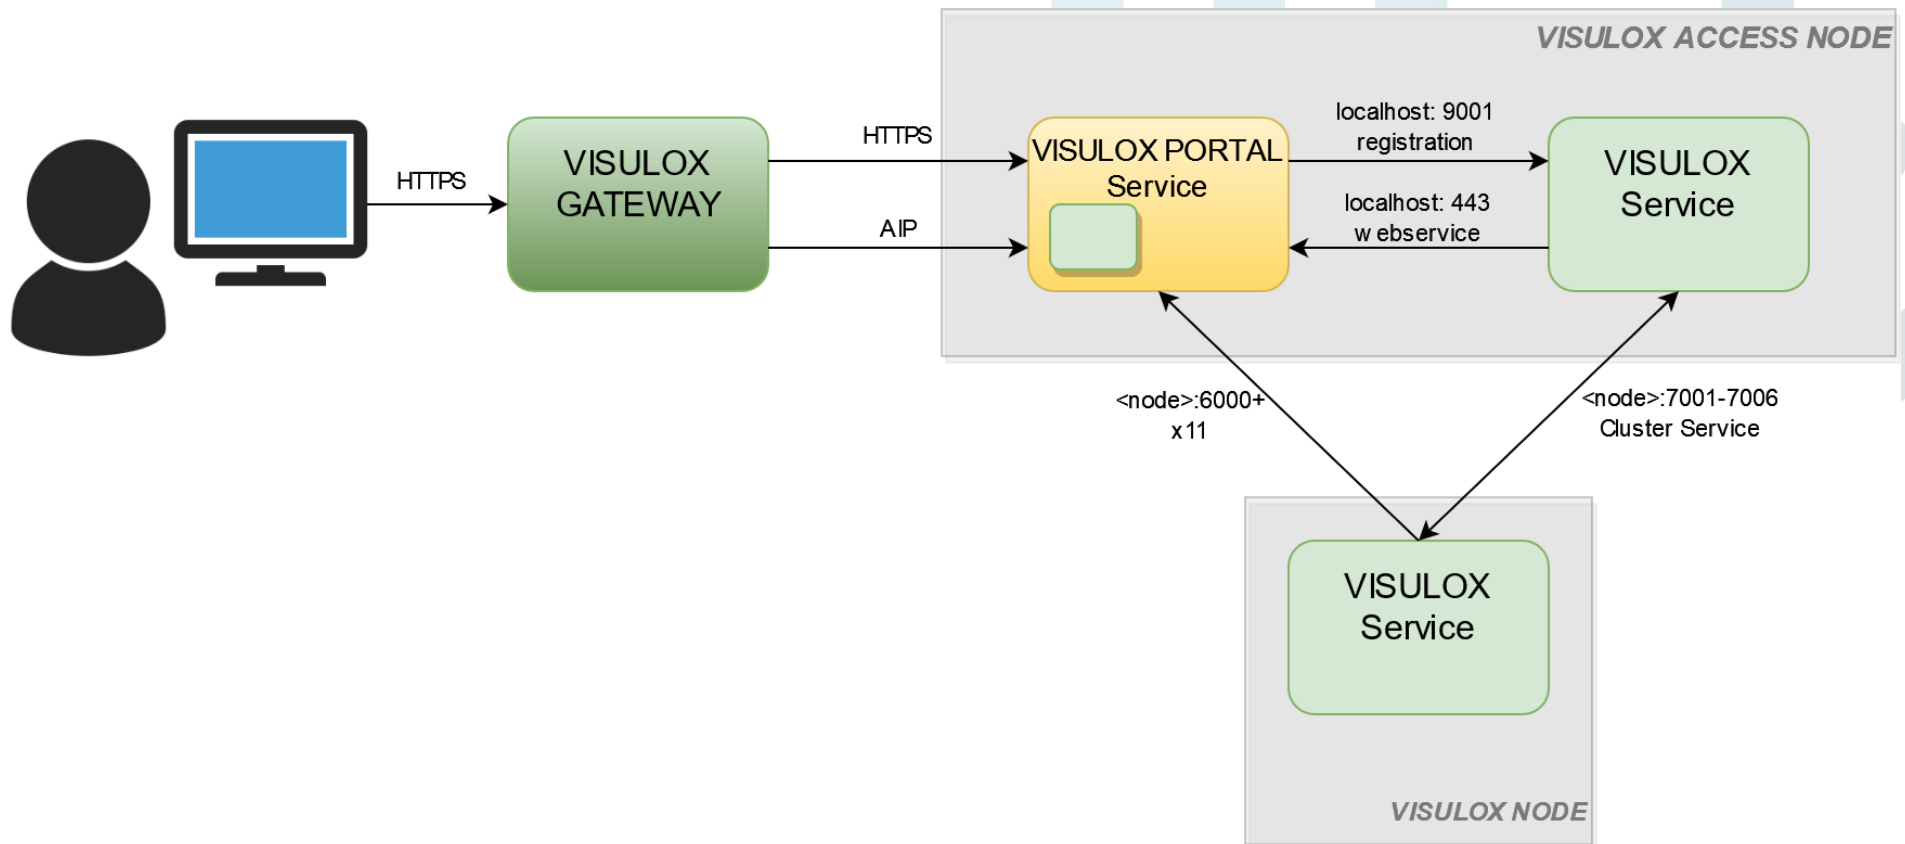 VISULOX ACCESS NODE
HTTPS
VISULOX
GATEWAY
HTTPS
AIP
VISULOX PORTAL
Service
localhost: 9001
registration
localhost: 443
w ebservice
VISULOX
Service
<node>:6000+
x11
<node>:7001-7006
Cluster Service
VISULOX
Service
VISULOX NODE